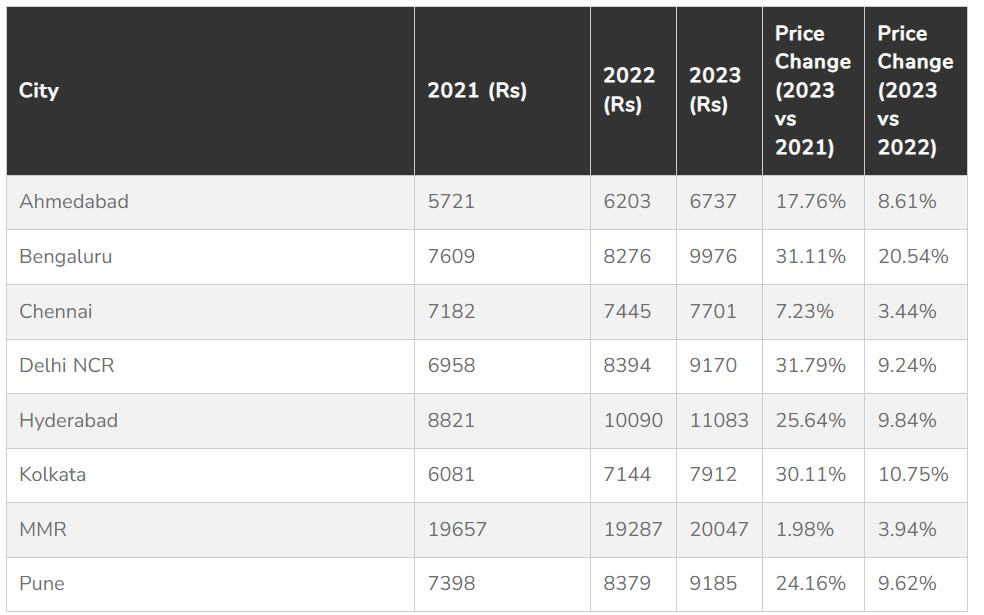 City 2021 (Rs) 2022 (Rs) 2023 (Rs) Price Change (2023 vs 2021) Price Change (2023 vs 2022)
Ahmedabad 5721 6203 6737 17.76% 8.61%
Bengaluru 7609 8276 9976 31.11% 20.54%
Chennai 7182 7445 7701 7.23% 3.44%
Delhi NCR 6958 8394 9170 31.79% 9.24%
Hyderabad 8821 10090 11083 25.64% 9.84%
Kolkata 6081 7144 7912 30.11% 10.75%
MMR 19657 19287 20047 1.98% 3.94%
Pune 7398 8379 9185 24.16% 9.62%